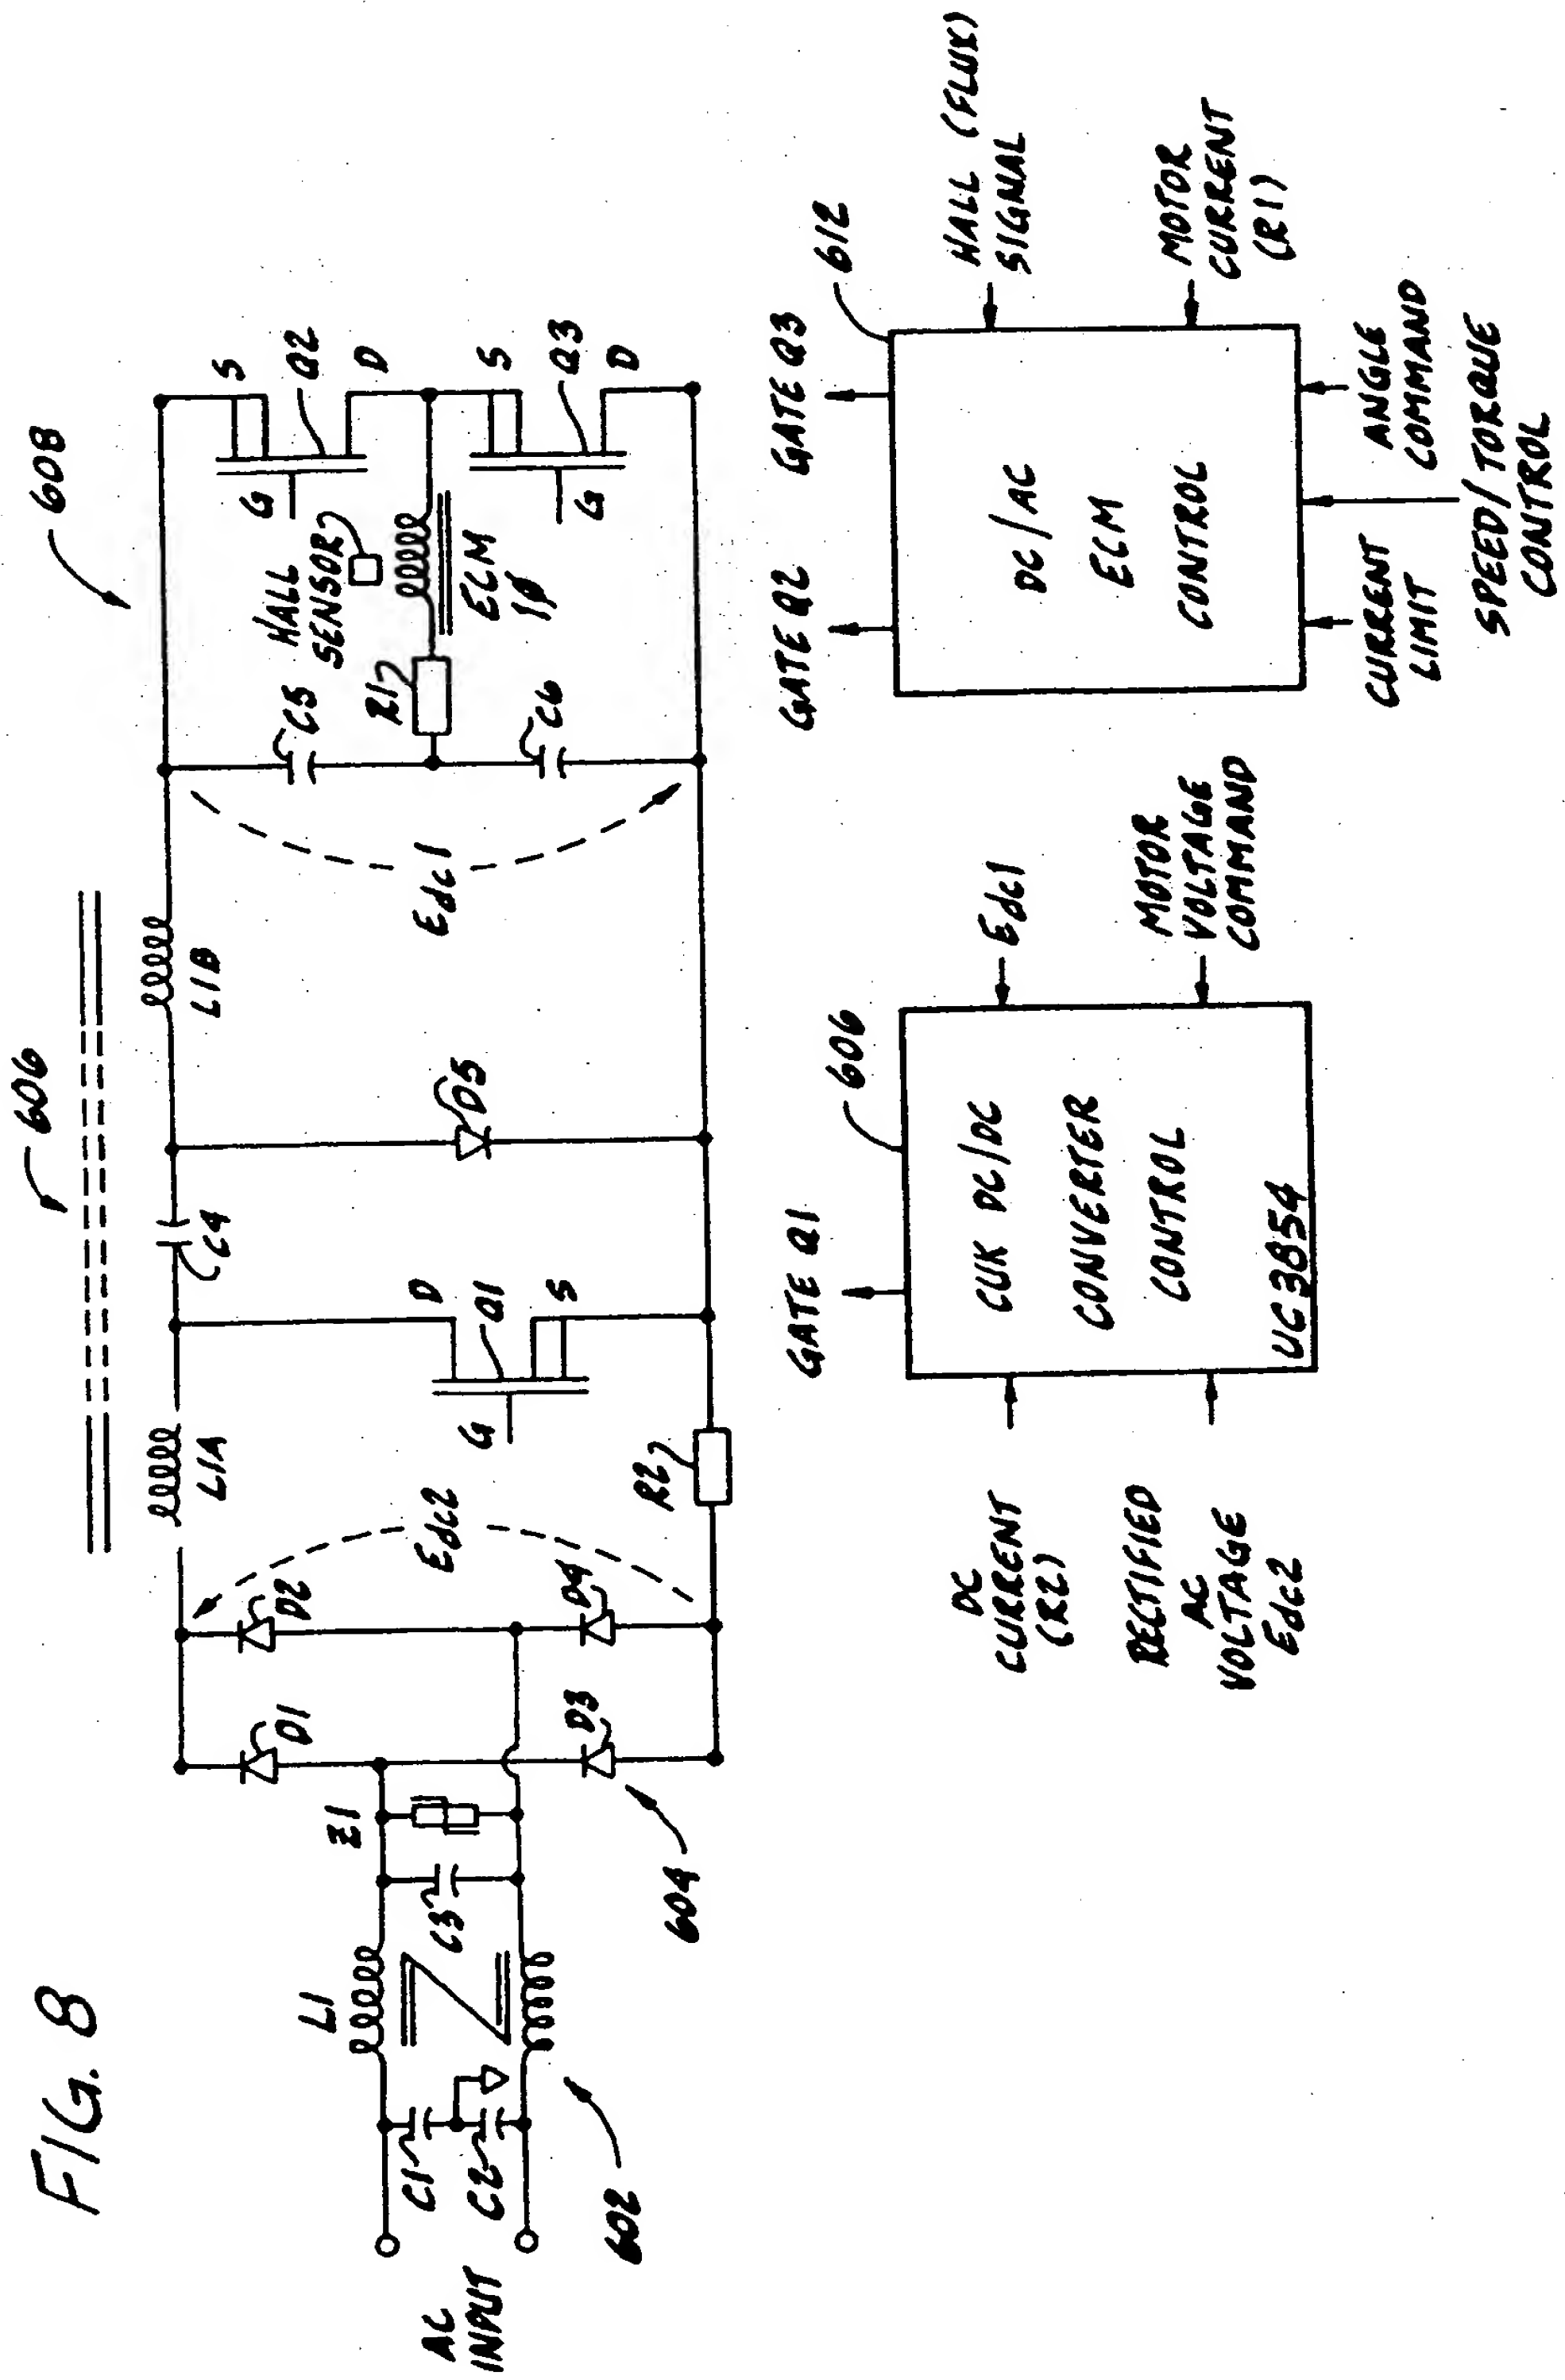 FIG. 8
606
608
L1A
C4
L1B
S
Q2
D
G
HALL
SENSOR
C5
R1
ECM
1Ø
S
Q3
D
G
C6
Edc1
D5
D
Q1
S
G
Edc2
R2
D1
D2
D3
D4
604
L1
Z1
C3
C1
C2
AC
INPUT
602
GATE Q1
606
CUK DC/DC
CONVERTER
CONTROL
UC3854
DC
CURRENT
(R2)
RECTIFIED
AC
VOLTAGE
Edc2
Edc1
MOTOR
VOLTAGE
COMMAND
GATE Q2
GATE Q3
612
DC/AC
ECM
CONTROL
HALL (FLUX)
SIGNAL
MOTOR
CURRENT
(R1)
CURRENT
LIMIT
ANGLE
COMMAND
SPEED/TORQUE
CONTROL